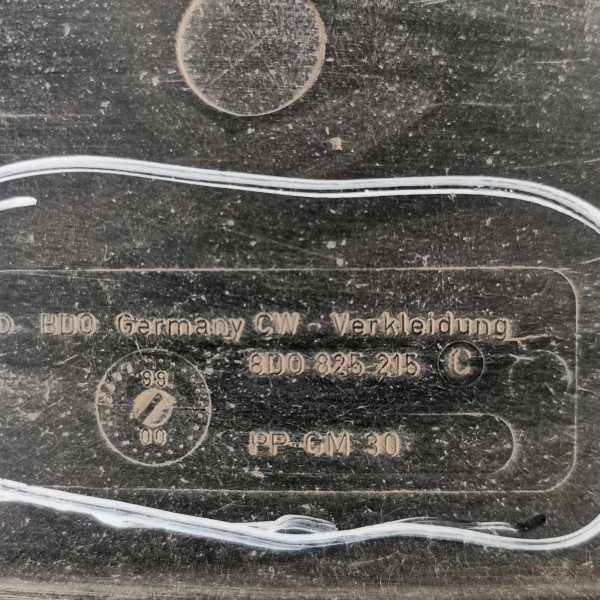 BDO Germany CW Verkleidung
8D0 825 215 C
99
00
PP-GM 30